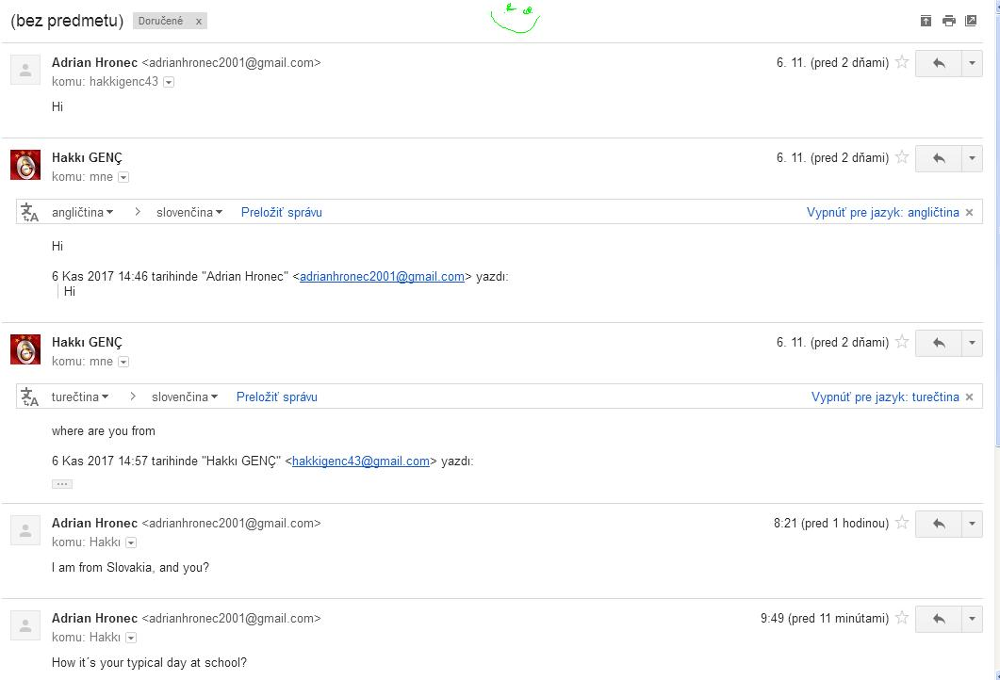 (bez predmetu) Doručené x
Adrian Hronec <adrianhronec2001@gmail.com> 6. 11. (pred 2 dňami)
komu: hakkigenc43
Hi
Hakkı GENÇ 6. 11. (pred 2 dňami)
komu: mne
angličtina > slovenčina Preložiť správu Vypnúť pre jazyk: angličtina ×
Hi
6 Kas 2017 14:46 tarihinde "Adrian Hronec" <adrianhronec2001@gmail.com> yazdı:
Hi
Hakkı GENÇ 6. 11. (pred 2 dňami)
komu: mne
turečtina > slovenčina Preložiť správu Vypnúť pre jazyk: turečtina ×
where are you from
6 Kas 2017 14:57 tarihinde "Hakkı GENÇ" <hakkigenc43@gmail.com> yazdı:
Adrian Hronec <adrianhronec2001@gmail.com> 8:21 (pred 1 hodinou)
komu: Hakkı
I am from Slovakia, and you?
Adrian Hronec <adrianhronec2001@gmail.com> 9:49 (pred 11 minútami)
komu: Hakkı
How it´s your typical day at school?